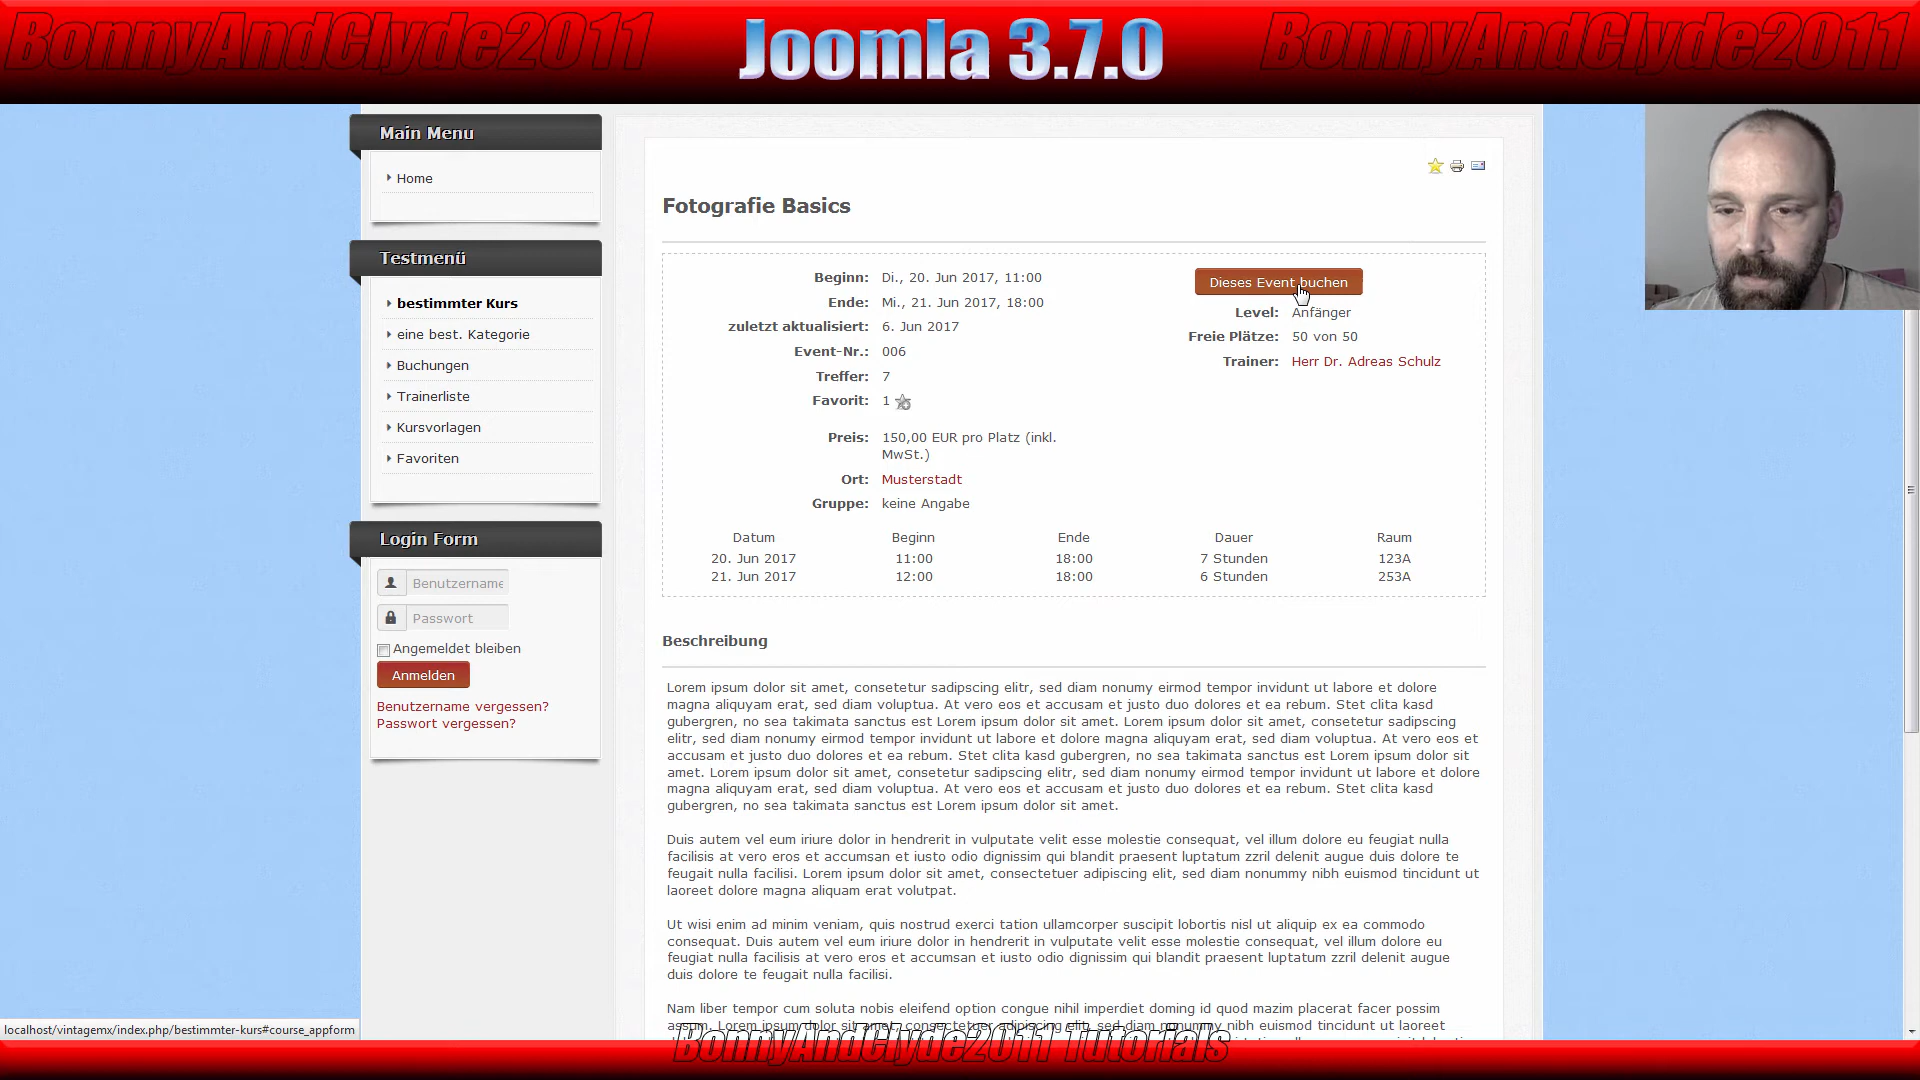 BonnyAndClyde2011
Joomla 3.7.0
BonnyAndClyde2011
Main Menu
Home
Testmenü
bestimmter Kurs
eine best. Kategorie
Buchungen
Trainerliste
Kursvorlagen
Favoriten
Login Form
Benutzername
Passwort
Angemeldet bleiben
Anmelden
Benutzername vergessen?
Passwort vergessen?
Fotografie Basics
Beginn: Di., 20. Jun 2017, 11:00
Ende: Mi., 21. Jun 2017, 18:00
zuletzt aktualisiert: 6. Jun 2017
Event-Nr.: 006
Treffer: 7
Favorit: 1
Preis: 150,00 EUR pro Platz (inkl.
MwSt.)
Ort: Musterstadt
Gruppe: keine Angabe
Dieses Event buchen
Level: Anfänger
Freie Plätze: 50 von 50
Trainer: Herr Dr. Adreas Schulz
Datum Beginn Ende Dauer Raum
20. Jun 2017 11:00 18:00 7 Stunden 123A
21. Jun 2017 12:00 18:00 6 Stunden 253A
Beschreibung
Lorem ipsum dolor sit amet, consetetur sadipscing elitr, sed diam nonumy eirmod tempor invidunt ut labore et dolore
magna aliquyam erat, sed diam voluptua. At vero eos et accusam et justo duo dolores et ea rebum. Stet clita kasd
gubergren, no sea takimata sanctus est Lorem ipsum dolor sit amet. Lorem ipsum dolor sit amet, consetetur sadipscing
elitr, sed diam nonumy eirmod tempor invidunt ut labore et dolore magna aliquyam erat, sed diam voluptua. At vero eos et
accusam et justo duo dolores et ea rebum. Stet clita kasd gubergren, no sea takimata sanctus est Lorem ipsum dolor sit
amet. Lorem ipsum dolor sit amet, consetetur sadipscing elitr, sed diam nonumy eirmod tempor invidunt ut labore et dolore
magna aliquyam erat, sed diam voluptua. At vero eos et accusam et justo duo dolores et ea rebum. Stet clita kasd
gubergren, no sea takimata sanctus est Lorem ipsum dolor sit amet.
Duis autem vel eum iriure dolor in hendrerit in vulputate velit esse molestie consequat, vel illum dolore eu feugiat nulla
facilisis at vero eros et accumsan et iusto odio dignissim qui blandit praesent luptatum zzril delenit augue duis dolore te
feugait nulla facilisi. Lorem ipsum dolor sit amet, consectetuer adipiscing elit, sed diam nonummy nibh euismod tincidunt ut
laoreet dolore magna aliquam erat volutpat.
Ut wisi enim ad minim veniam, quis nostrud exerci tation ullamcorper suscipit lobortis nisl ut aliquip ex ea commodo
consequat. Duis autem vel eum iriure dolor in hendrerit in vulputate velit esse molestie consequat, vel illum dolore eu
feugiat nulla facilisis at vero eros et accumsan et iusto odio dignissim qui blandit praesent luptatum zzril delenit augue
duis dolore te feugait nulla facilisi.
Nam liber tempor cum soluta nobis eleifend option congue nihil imperdiet doming id quod mazim placerat facer possim
assum. Lorem ipsum dolor sit amet, consectetuer adipiscing elit, sed diam nonummy nibh euismod tincidunt ut laoreet
localhost/vintagemx/index.php/bestimmter-kurs#course_appform
BonnyAndClyde2011 Tutorials